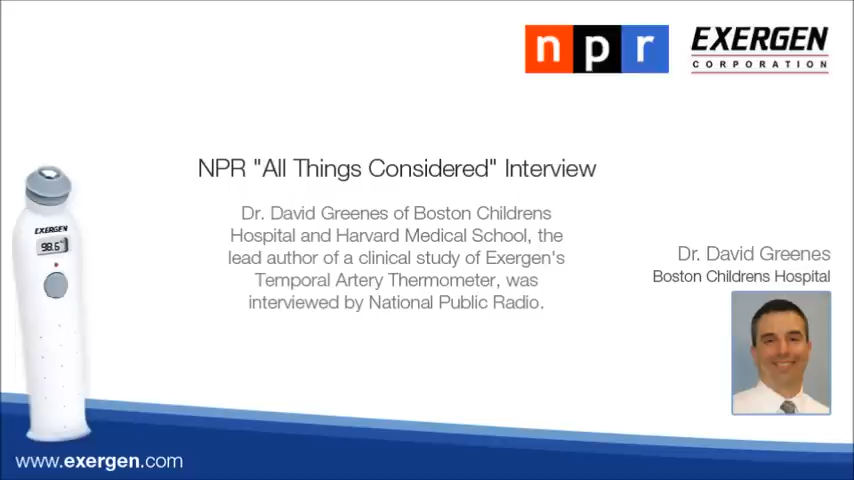 npr
EXERGEN
CORPORATION
NPR "All Things Considered" Interview
Dr. David Greenes of Boston Childrens
Hospital and Harvard Medical School, the
lead author of a clinical study of Exergen's
Temporal Artery Thermometer, was
interviewed by National Public Radio.
Dr. David Greenes
Boston Childrens Hospital
EXERGEN
98.6°
www.exergen.com